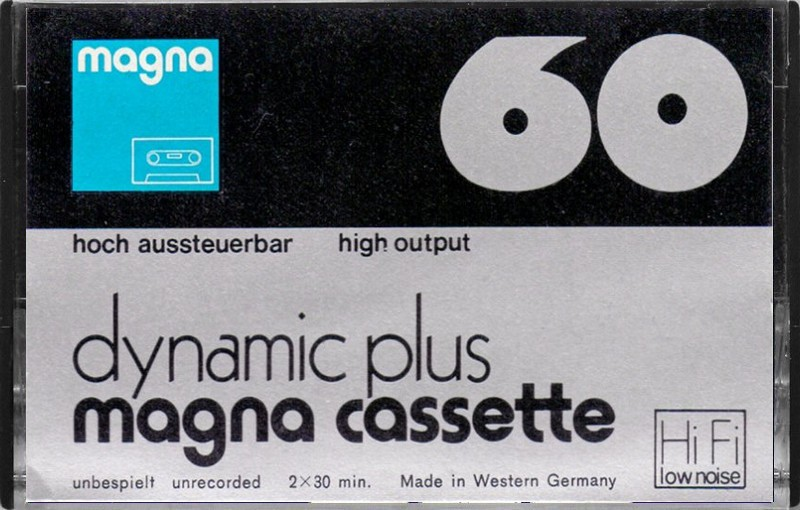 magna
60
hoch aussteuerbar high output
dynamic plus
magna cassette
Hi Fi
low noise
unbespielt unrecorded 2×30 min. Made in Western Germany